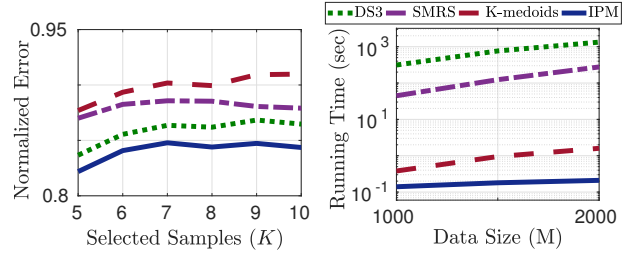 DS3 SMRS K-medoids IPM
0.95
0.8
Normalized Error
5 6 7 8 9 10
Selected Samples (K)
10^3
10^1
10^-1
Running Time (sec)
1000 2000
Data Size (M)